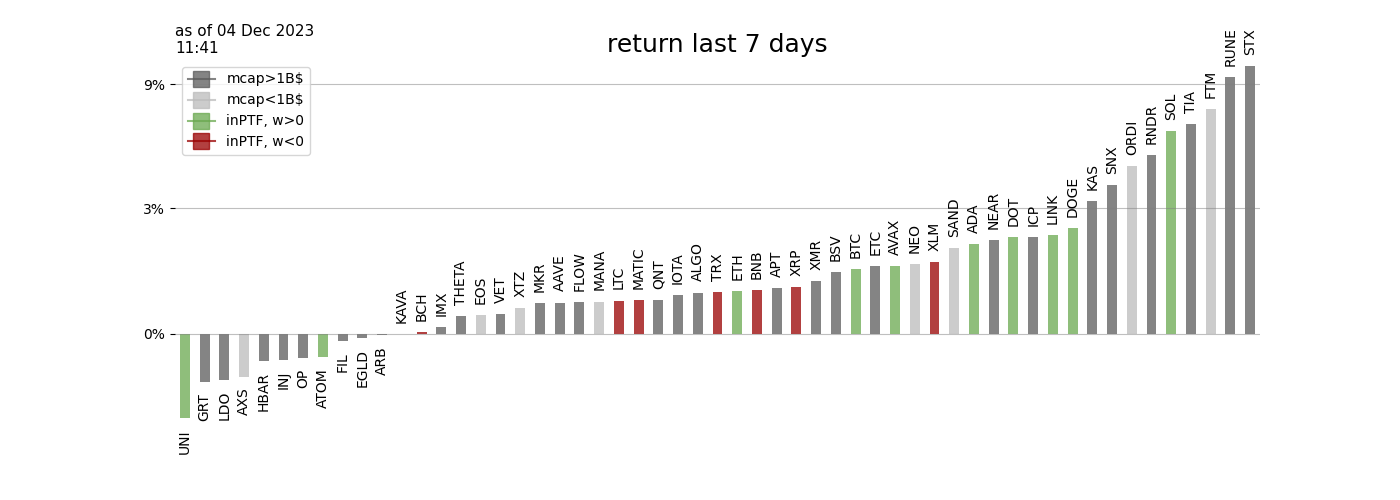 as of 04 Dec 2023
11:41
return last 7 days
mcap>1B$
mcap<1B$
inPTF, w>0
inPTF, w<0
9%
3%
0%
UNI
GRT
LDO
AXS
HBAR
INJ
OP
ATOM
FIL
EGLD
ARB
KAVA
BCH
IMX
THETA
EOS
VET
XTZ
MKR
AAVE
FLOW
MANA
LTC
MATIC
QNT
IOTA
ALGO
TRX
ETH
BNB
APT
XRP
XMR
BSV
BTC
ETC
AVAX
NEO
XLM
SAND
ADA
NEAR
DOT
ICP
LINK
DOGE
KAS
SNX
ORDI
RNDR
SOL
TIA
FTM
RUNE
STX